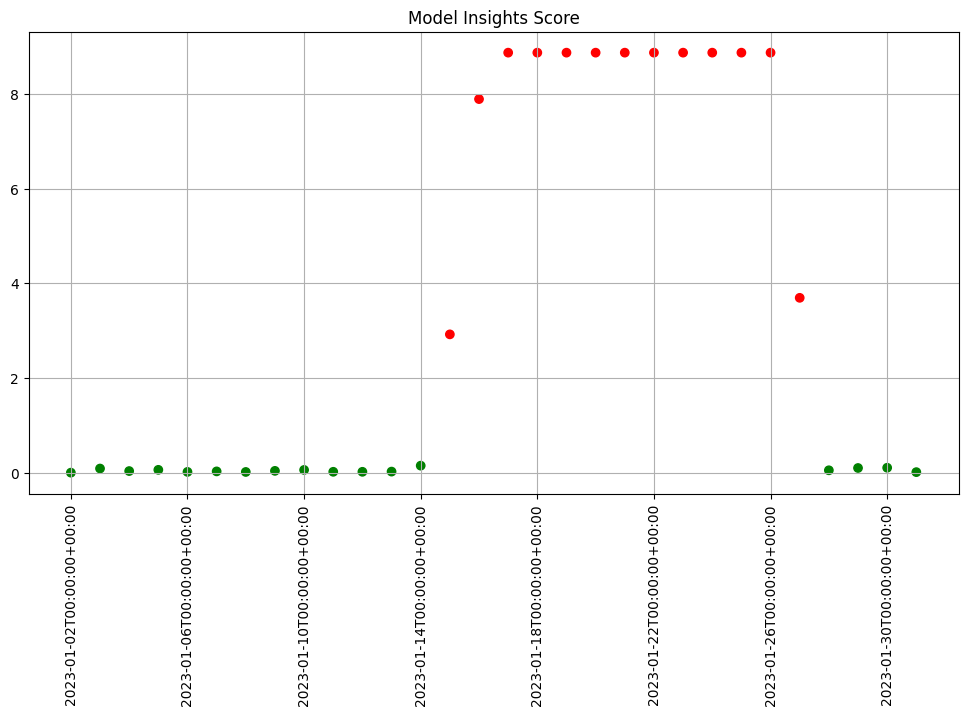 Model Insights Score
8
6
4
2
0
2023-01-02T00:00:00+00:00
2023-01-06T00:00:00+00:00
2023-01-10T00:00:00+00:00
2023-01-14T00:00:00+00:00
2023-01-18T00:00:00+00:00
2023-01-22T00:00:00+00:00
2023-01-26T00:00:00+00:00
2023-01-30T00:00:00+00:00